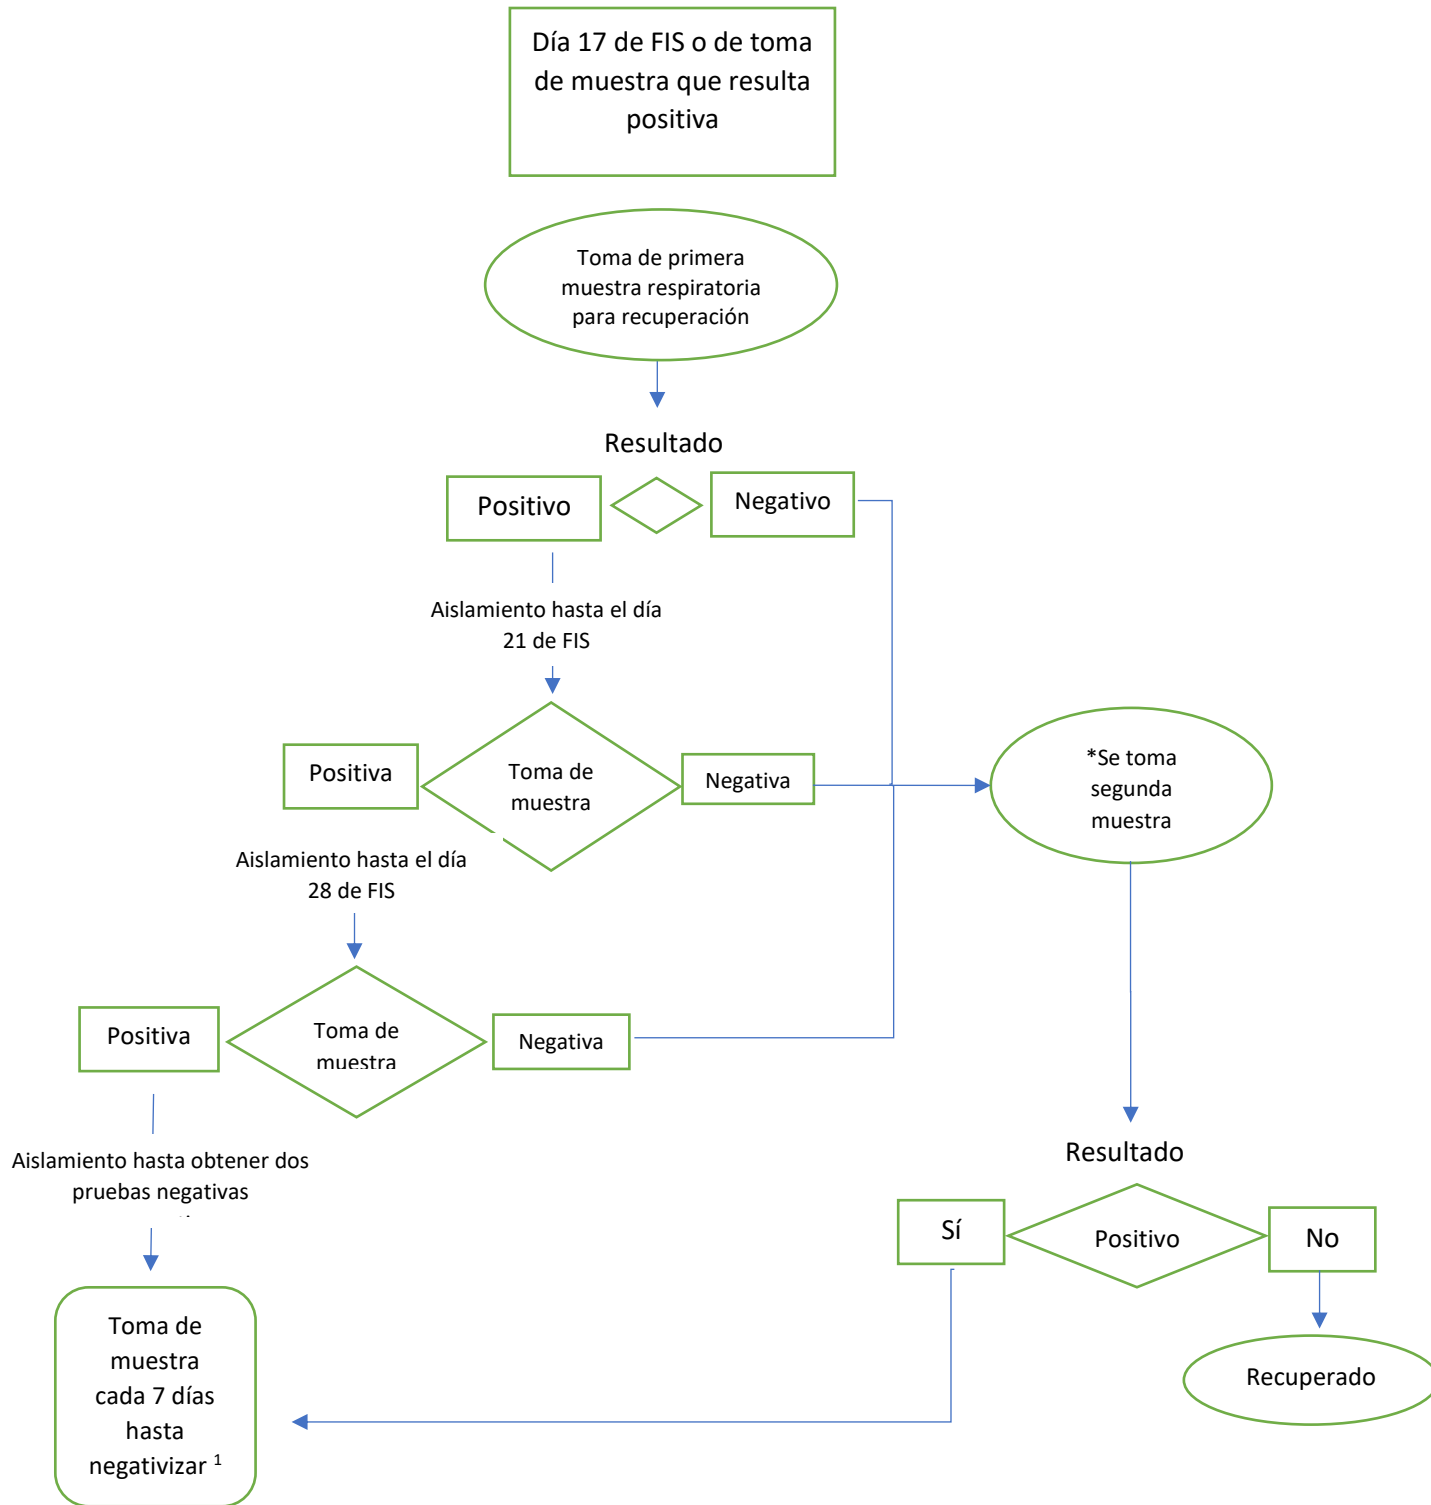 Día 17 de FIS o de toma
de muestra que resulta
positiva
Toma de primera
muestra respiratoria
para recuperación
Resultado
Positivo
Negativo
Aislamiento hasta el día
21 de FIS
Positiva
Toma de
muestra
Negativa
*Se toma
segunda
muestra
Aislamiento hasta el día
28 de FIS
Positiva
Toma de
muestra
Negativa
Aislamiento hasta obtener dos
pruebas negativas
Resultado
Sí
Positivo
No
Toma de
muestra
cada 7 días
hasta
negativizar ¹
Recuperado